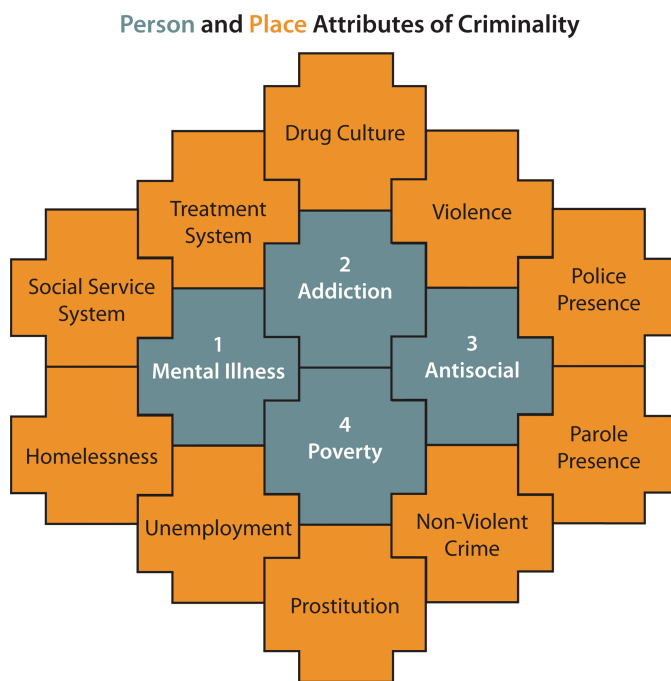 Person and Place Attributes of Criminality
Drug Culture
Treatment
System
Violence
Social Service
System
2
Addiction
Police
Presence
1
Mental Illness
3
Antisocial
4
Poverty
Homelessness
Parole
Presence
Unemployment
Non-Violent
Crime
Prostitution